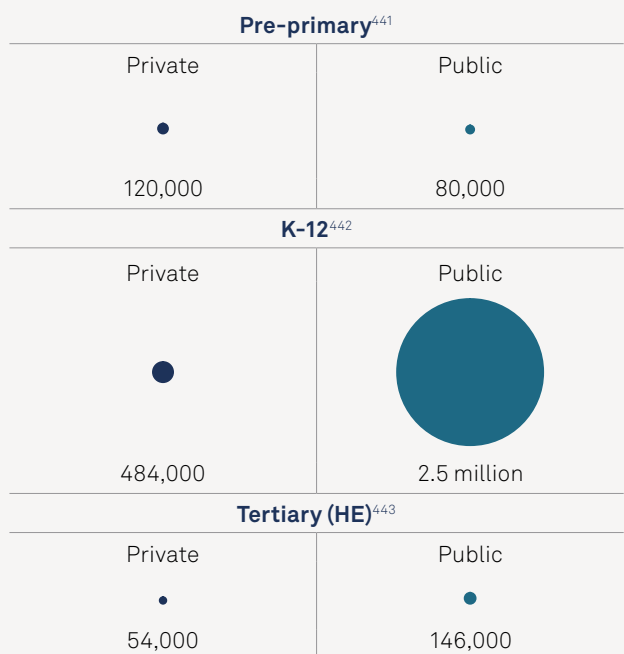 Pre-primary441
Private Public
120,000 80,000
K-12442
Private Public
484,000 2.5 million
Tertiary (HE)443
Private Public
54,000 146,000